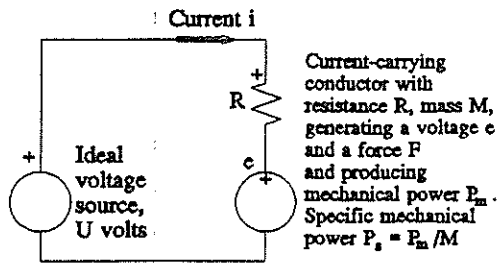 Current i
+
R
Current-carrying
conductor with
resistance R, mass M,
generating a voltage e
and a force F
and producing
mechanical power Pₘ.
Specific mechanical
power Pₛ = Pₘ/M
+
Ideal
voltage
source,
U volts
e
+